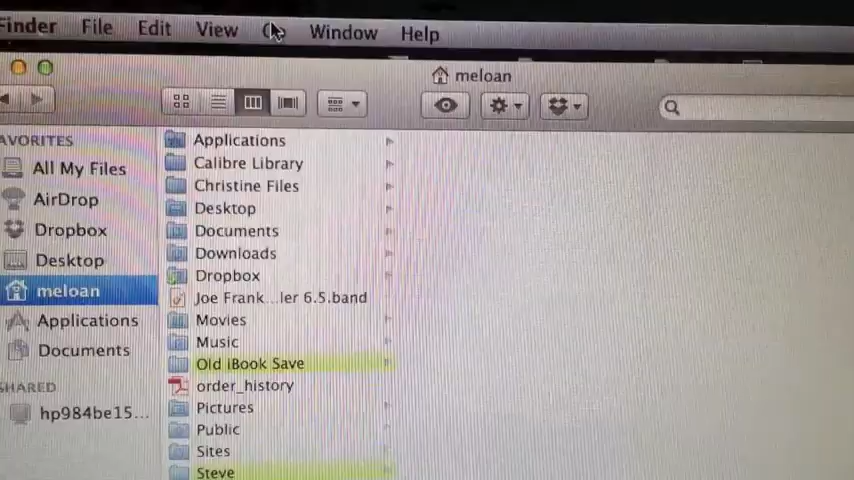 Finder File Edit View Window Help
meloan
AVORITES
All My Files
AirDrop
Dropbox
Desktop
meloan
Applications
Documents
SHARED
hp984be15...
Applications
Calibre Library
Christine Files
Desktop
Documents
Downloads
Dropbox
Joe Frank...ler 6.5.band
Movies
Music
Old iBook Save
order_history
Pictures
Public
Sites
Steve